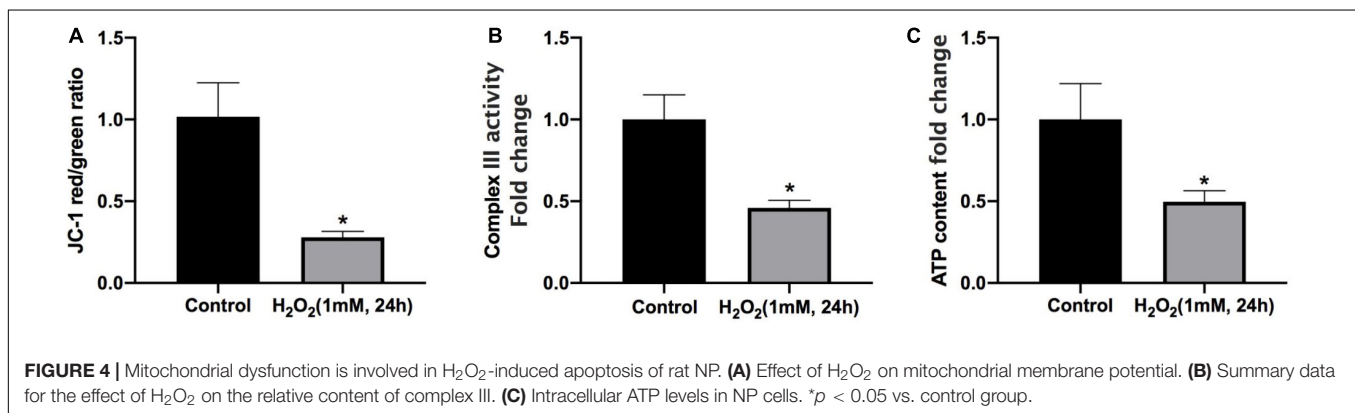 A
JC-1 red/green ratio
1.5
1.0
0.5
0.0
*
Control
H₂O₂(1mM, 24h)
B
Complex III activity
Fold change
1.5
1.0
0.5
0.0
*
Control
H₂O₂(1mM, 24h)
C
ATP content fold change
1.5
1.0
0.5
0.0
*
Control
H₂O₂(1mM, 24h)
FIGURE 4 | Mitochondrial dysfunction is involved in H₂O₂-induced apoptosis of rat NP. (A) Effect of H₂O₂ on mitochondrial membrane potential. (B) Summary data
for the effect of H₂O₂ on the relative content of complex III. (C) Intracellular ATP levels in NP cells. *p < 0.05 vs. control group.